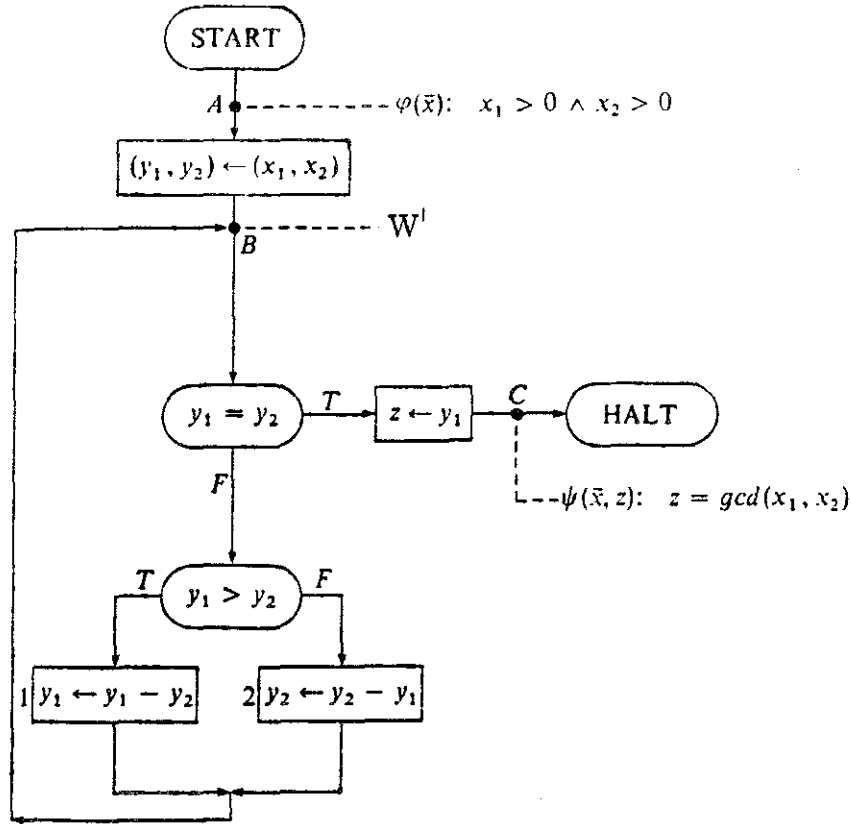 START
A φ(x̄): x₁ > 0 ∧ x₂ > 0
(y₁, y₂) ← (x₁, x₂)
B W'
y₁ = y₂ T z ← y₁ C HALT
F ψ(x̄, z): z = gcd(x₁, x₂)
T y₁ > y₂ F
1 y₁ ← y₁ − y₂ 2 y₂ ← y₂ − y₁